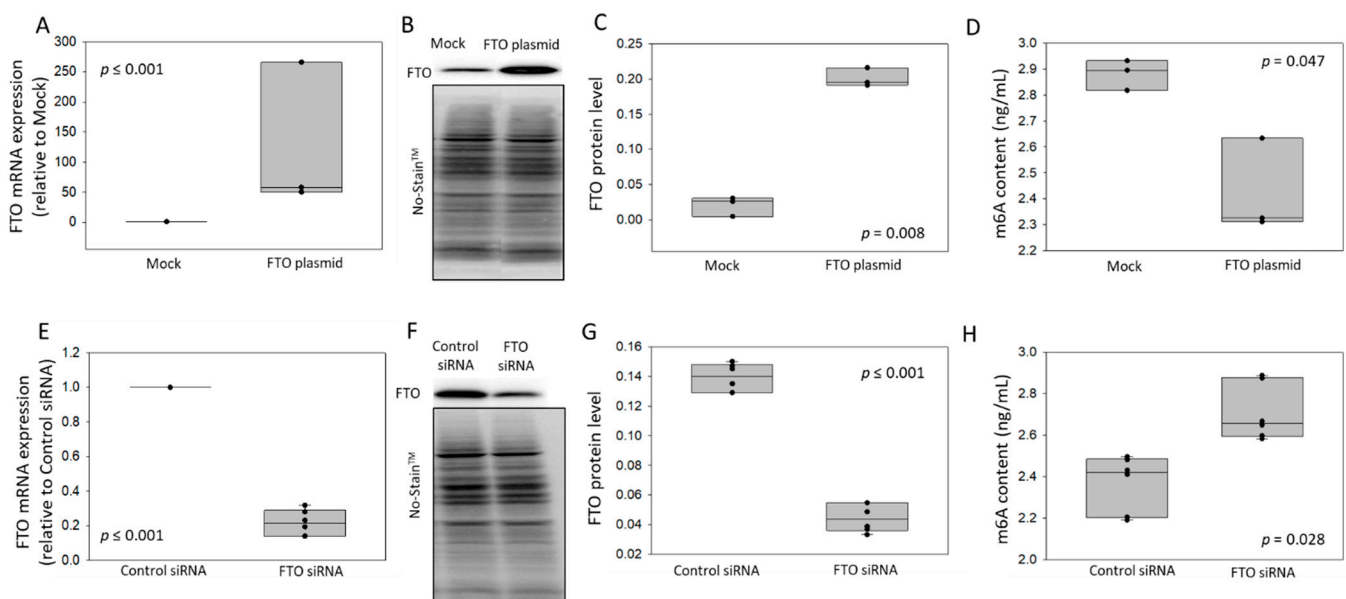 A
FTO mRNA expression
(relative to Mock)
300
250
200
150
100
50
0
p ≤ 0.001
Mock
FTO plasmid
B
Mock
FTO plasmid
FTO
No-Stain™
C
FTO protein level
0.25
0.20
0.15
0.10
0.05
0.00
p = 0.008
Mock
FTO plasmid
D
m6A content (ng/mL)
3.0
2.9
2.8
2.7
2.6
2.5
2.4
2.3
2.2
p = 0.047
Mock
FTO plasmid
E
FTO mRNA expression
(relative to Control siRNA)
1.2
1.0
0.8
0.6
0.4
0.2
0.0
p ≤ 0.001
Control siRNA
FTO siRNA
F
Control
siRNA
FTO
siRNA
FTO
No-Stain™
G
FTO protein level
0.16
0.14
0.12
0.10
0.08
0.06
0.04
0.02
p ≤ 0.001
Control siRNA
FTO siRNA
H
m6A content (ng/mL)
3.0
2.8
2.6
2.4
2.2
2.0
p = 0.028
Control siRNA
FTO siRNA